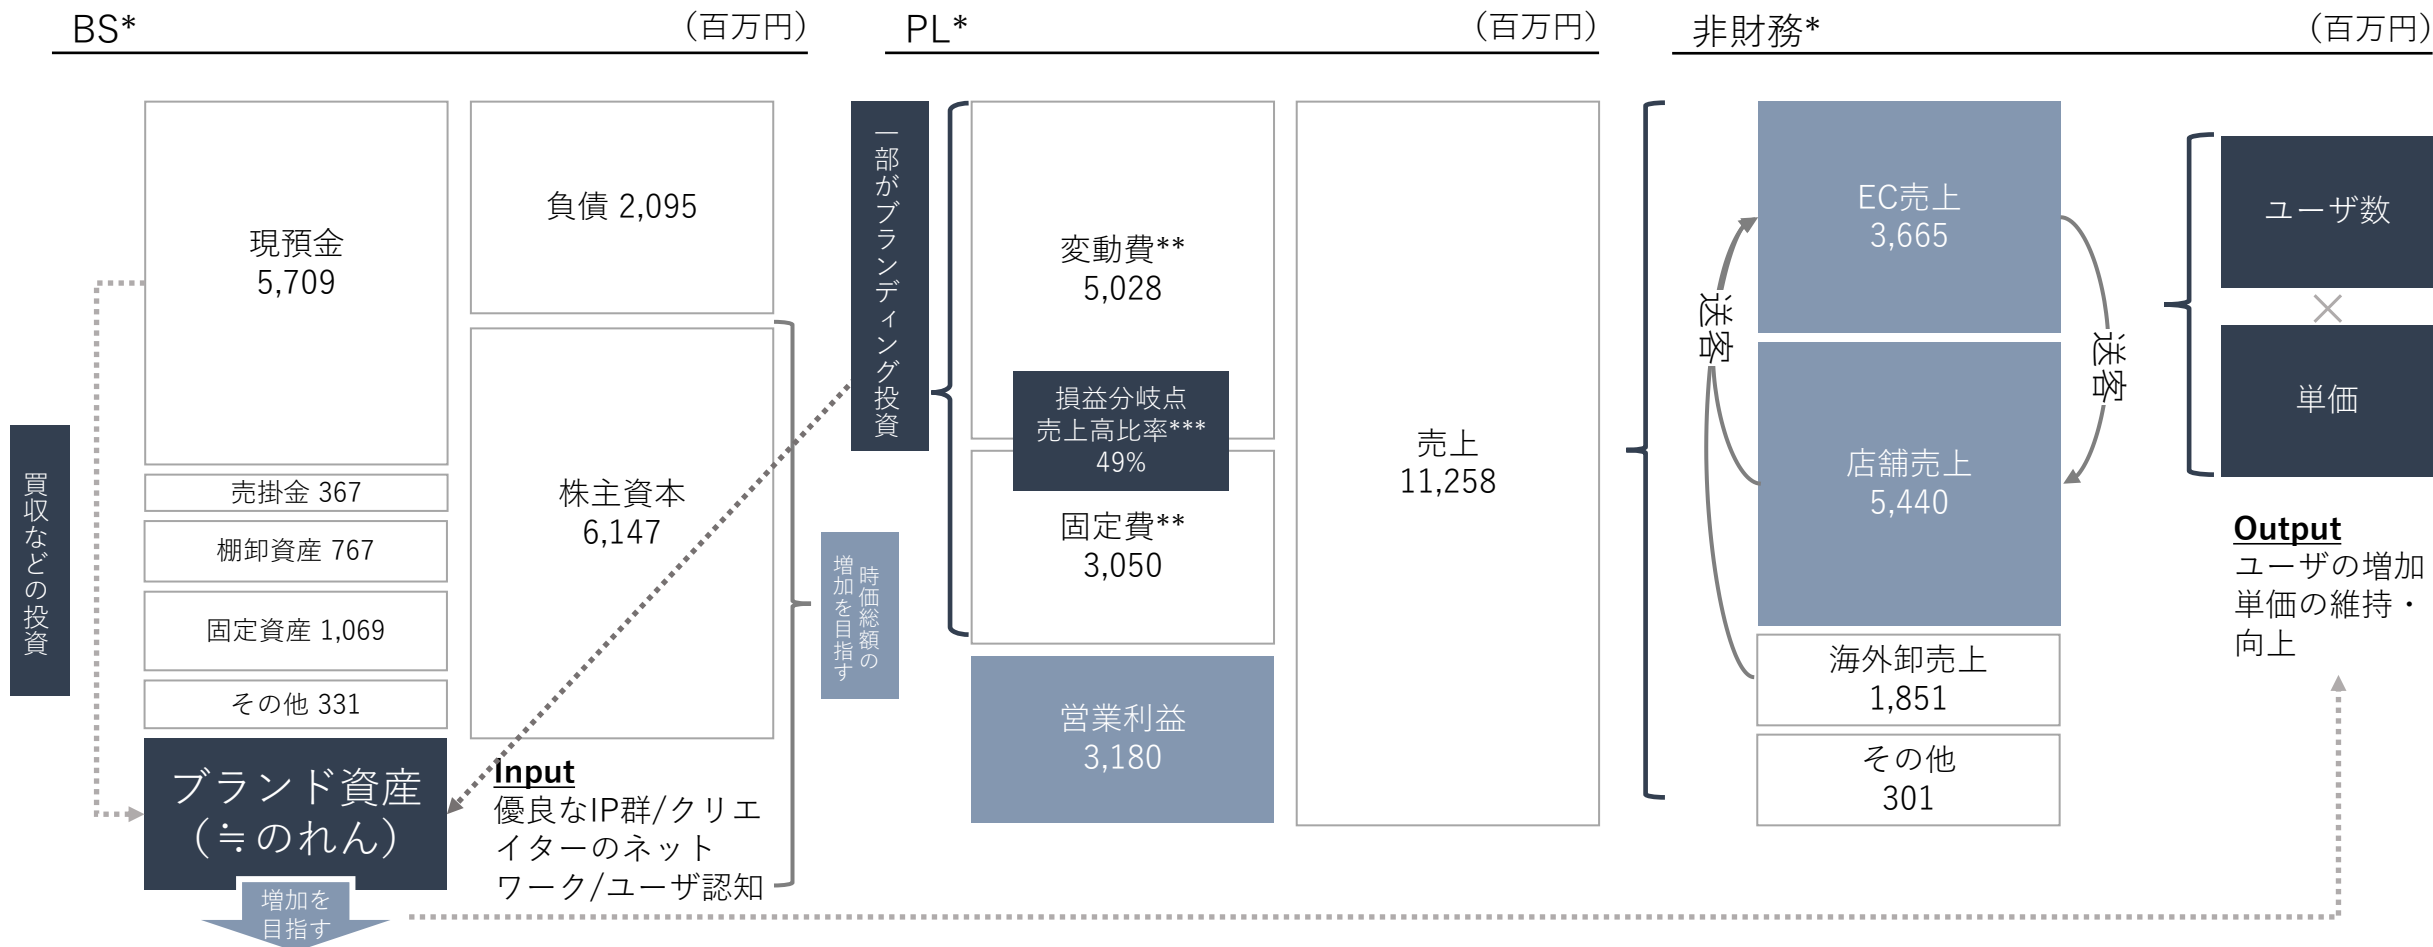 BS*
(百万円)
現預金
5,709
売掛金 367
棚卸資産 767
固定資産 1,069
その他 331
ブランド資産
(≒のれん)
増加を
目指す
買収などの投資
負債 2,095
株主資本
6,147
Input
優良なIP群/クリエ
イターのネット
ワーク/ユーザ認知
時価総額の
増加を目指す
PL*
(百万円)
一部がブランディング投資
変動費**
5,028
損益分岐点
売上高比率***
49%
固定費**
3,050
営業利益
3,180
売上
11,258
非財務*
(百万円)
EC売上
3,665
店舗売上
5,440
海外卸売上
1,851
その他
301
送客
送客
ユーザ数
×
単価
Output
ユーザの増加
単価の維持・
向上